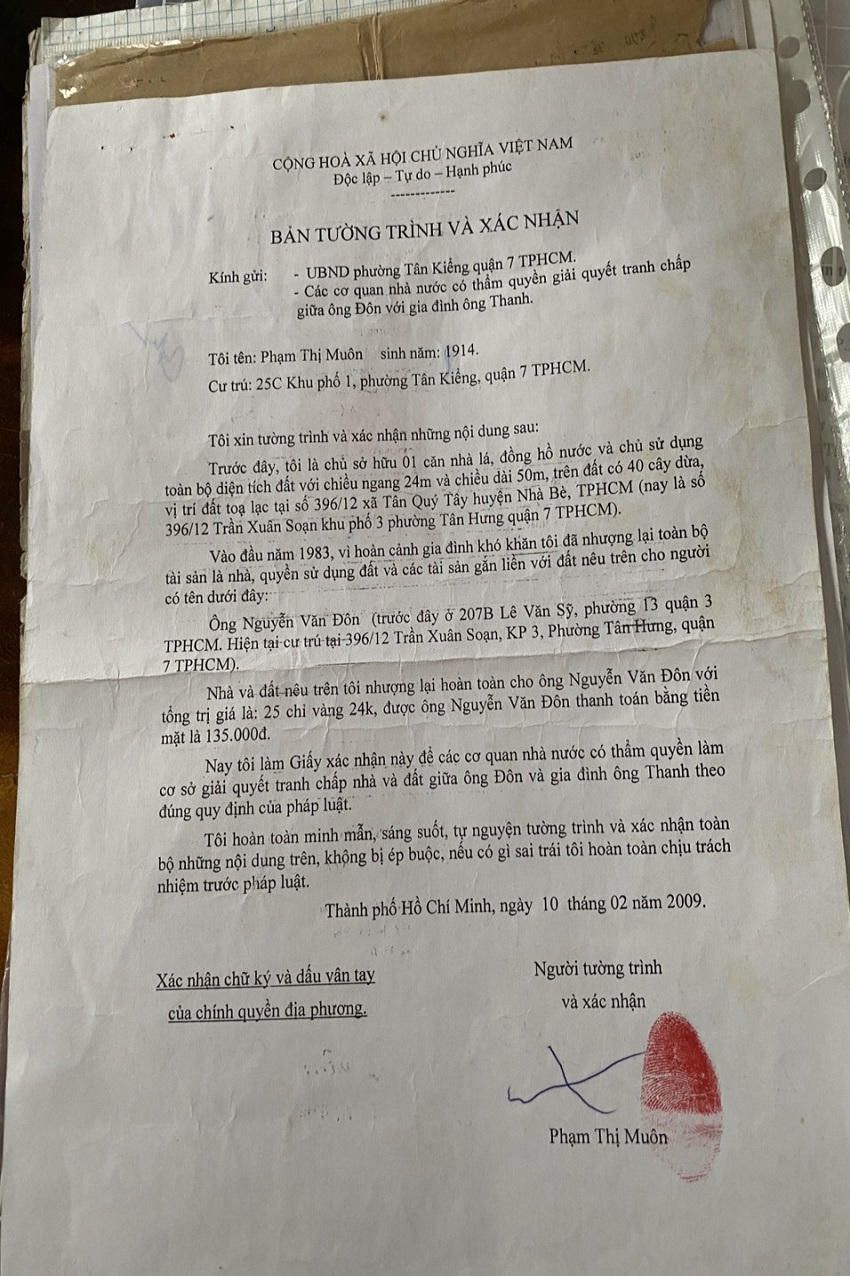 CỘNG HOÀ XÃ HỘI CHỦ NGHĨA VIỆT NAM
Độc lập – Tự do – Hạnh phúc
-------------
BẢN TƯỜNG TRÌNH VÀ XÁC NHẬN
Kính gửi: - UBND phường Tân Kiểng quận 7 TPHCM.
- Các cơ quan nhà nước có thẩm quyền giải quyết tranh chấp
giữa ông Đôn với gia đình ông Thanh.
Tôi tên: Phạm Thị Muôn sinh năm: 1914.
Cư trú: 25C Khu phố 1, phường Tân Kiểng, quận 7 TPHCM.
Tôi xin tường trình và xác nhận những nội dung sau:
Trước đây, tôi là chủ sở hữu 01 căn nhà lá, đồng hồ nước và chủ sử dụng
toàn bộ diện tích đất với chiều ngang 24m và chiều dài 50m, trên đất có 40 cây dừa,
vị trí đất toạ lạc tại số 396/12 xã Tân Quý Tây huyện Nhà Bè, TPHCM (nay là số
396/12 Trần Xuân Soạn khu phố 3 phường Tân Hưng quận 7 TPHCM).
Vào đầu năm 1983, vì hoàn cảnh gia đình khó khăn tôi đã nhượng lại toàn bộ
tài sản là nhà, quyền sử dụng đất và các tài sản gắn liền với đất nêu trên cho người
có tên dưới đây:
Ông Nguyễn Văn Đôn (trước đây ở 207B Lê Văn Sỹ, phường 13 quận 3
TPHCM. Hiện tại cư trú tại 396/12 Trần Xuân Soạn, KP 3, Phường Tân Hưng, quận
7 TPHCM).
Nhà và đất nêu trên tôi nhượng lại hoàn toàn cho ông Nguyễn Văn Đôn với
tổng trị giá là: 25 chỉ vàng 24k, được ông Nguyễn Văn Đôn thanh toán bằng tiền
mặt là 135.000đ.
Nay tôi làm Giấy xác nhận này để các cơ quan nhà nước có thẩm quyền làm
cơ sở giải quyết tranh chấp nhà và đất giữa ông Đôn và gia đình ông Thanh theo
đúng quy định của pháp luật.
Tôi hoàn toàn minh mẫn, sáng suốt, tự nguyện tường trình và xác nhận toàn
bộ những nội dung trên, không bị ép buộc, nếu có gì sai trái tôi hoàn toàn chịu trách
nhiệm trước pháp luật.
Thành phố Hồ Chí Minh, ngày 10 tháng 02 năm 2009.
Xác nhận chữ ký và dấu vân tay
của chính quyền địa phương.
Người tường trình
và xác nhận
Phạm Thị Muôn